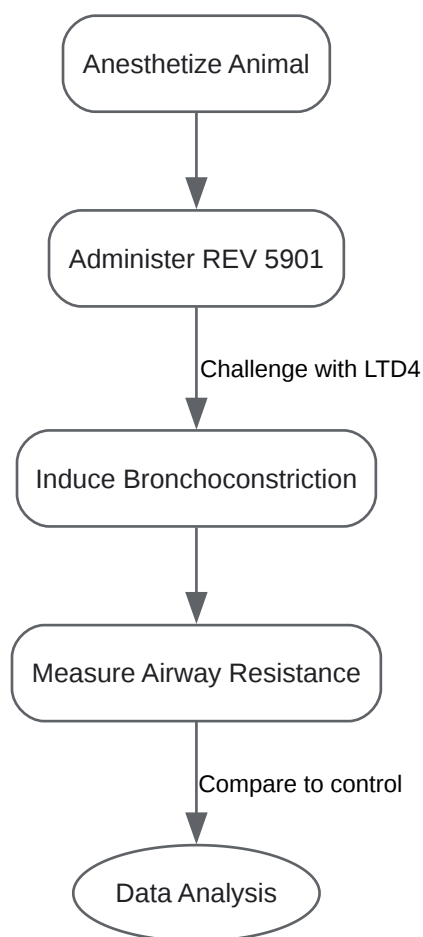 Anesthetize Animal
Administer REV 5901
Challenge with LTD4
Induce Bronchoconstriction
Measure Airway Resistance
Compare to control
Data Analysis